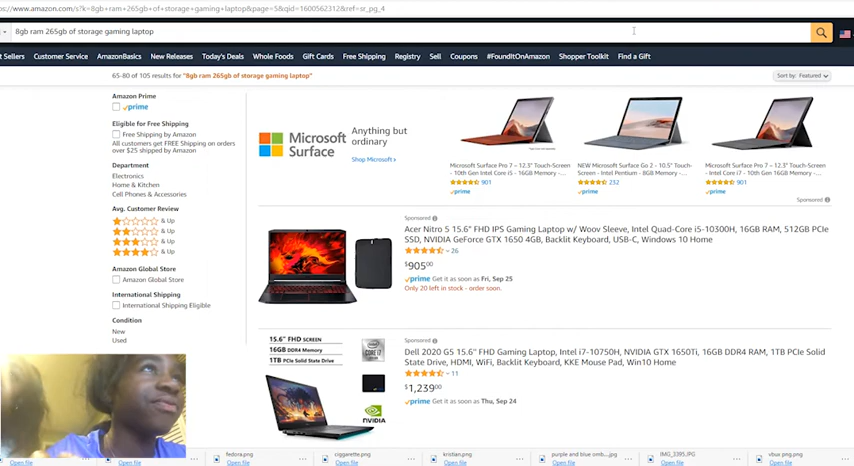 ps://www.amazon.com/s?k=8gb+ram+265gb+of+storage+gaming+laptop&page=5&qid=1600562312&ref=sr_pg_4
8gb ram 265gb of storage gaming laptop
t Sellers Customer Service AmazonBasics New Releases Today's Deals Whole Foods Gift Cards Free Shipping Registry Sell Coupons #FoundItOnAmazon Shopper Toolkit Find a Gift
65-80 of 105 results for "8gb ram 265gb of storage gaming laptop"
Sort by: Featured
Amazon Prime
prime
Eligible for Free Shipping
Free Shipping by Amazon
All customers get FREE Shipping on orders
over $25 shipped by Amazon
Department
Electronics
Home & Kitchen
Cell Phones & Accessories
Avg. Customer Review
& Up
& Up
& Up
& Up
Amazon Global Store
Amazon Global Store
International Shipping
International Shipping Eligible
Condition
New
Used
Microsoft
Surface
Anything but
ordinary
Shop Microsoft ›
Microsoft Surface Pro 7 – 12.3" Touch-Screen
- 10th Gen Intel Core i5 - 16GB Memory -...
901
prime
NEW Microsoft Surface Go 2 - 10.5" Touch-
Screen - Intel Pentium - 8GB Memory -...
232
prime
Microsoft Surface Pro 7 – 12.3" Touch-Screen
- 10th Gen Intel Core i7 - 16GB Memory -...
901
prime
Sponsored
Sponsored
Acer Nitro 5 15.6" FHD IPS Gaming Laptop w/ Woov Sleeve, Intel Quad-Core i5-10300H, 16GB RAM, 512GB PCIe
SSD, NVIDIA GeForce GTX 1650 4GB, Backlit Keyboard, USB-C, Windows 10 Home
26
$90500
prime Get it as soon as Fri, Sep 25
Only 20 left in stock - order soon.
15.6" FHD SCREEN
16GB DDR4 Memory
1TB PCIe Solid State Drive
CORE i7
NVIDIA
Sponsored
Dell 2020 G5 15.6" FHD Gaming Laptop, Intel i7-10750H, NVIDIA GTX 1650Ti, 16GB DDR4 RAM, 1TB PCIe Solid
State Drive, HDMI, WiFi, Backlit Keyboard, KKE Mouse Pad, Win10 Home
11
$1,23900
prime Get it as soon as Thu, Sep 24
fedora.png
Open file
ciggarette.png
Open file
kristian.png
Open file
purple and blue omb....jpg
Open file
IMG_3395.JPG
Open file
vbux.png
Open file
Open file
Open file